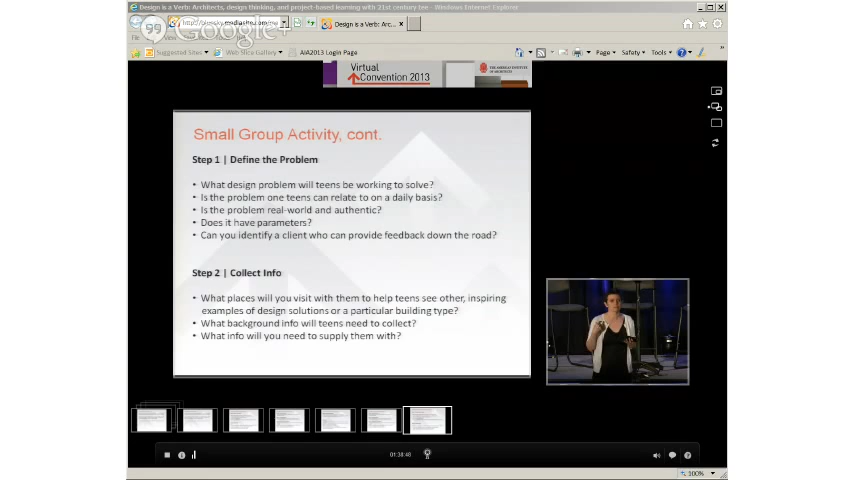 Design is a Verb: Architects, design thinking, and project-based learning with 21st century tee - Windows Internet Explorer
Google+
Design is a Verb: Arc...
Suggested Sites
Web Slice Gallery
AIA2013 Login Page
Page
Safety
Tools
Virtual
Convention 2013
THE AMERICAN INSTITUTE
OF ARCHITECTS
Small Group Activity, cont.
Step 1 | Define the Problem
• What design problem will teens be working to solve?
• Is the problem one teens can relate to on a daily basis?
• Is the problem real-world and authentic?
• Does it have parameters?
• Can you identify a client who can provide feedback down the road?
Step 2 | Collect Info
• What places will you visit with them to help teens see other, inspiring
examples of design solutions or a particular building type?
• What background info will teens need to collect?
• What info will you need to supply them with?
01:38:48
100%